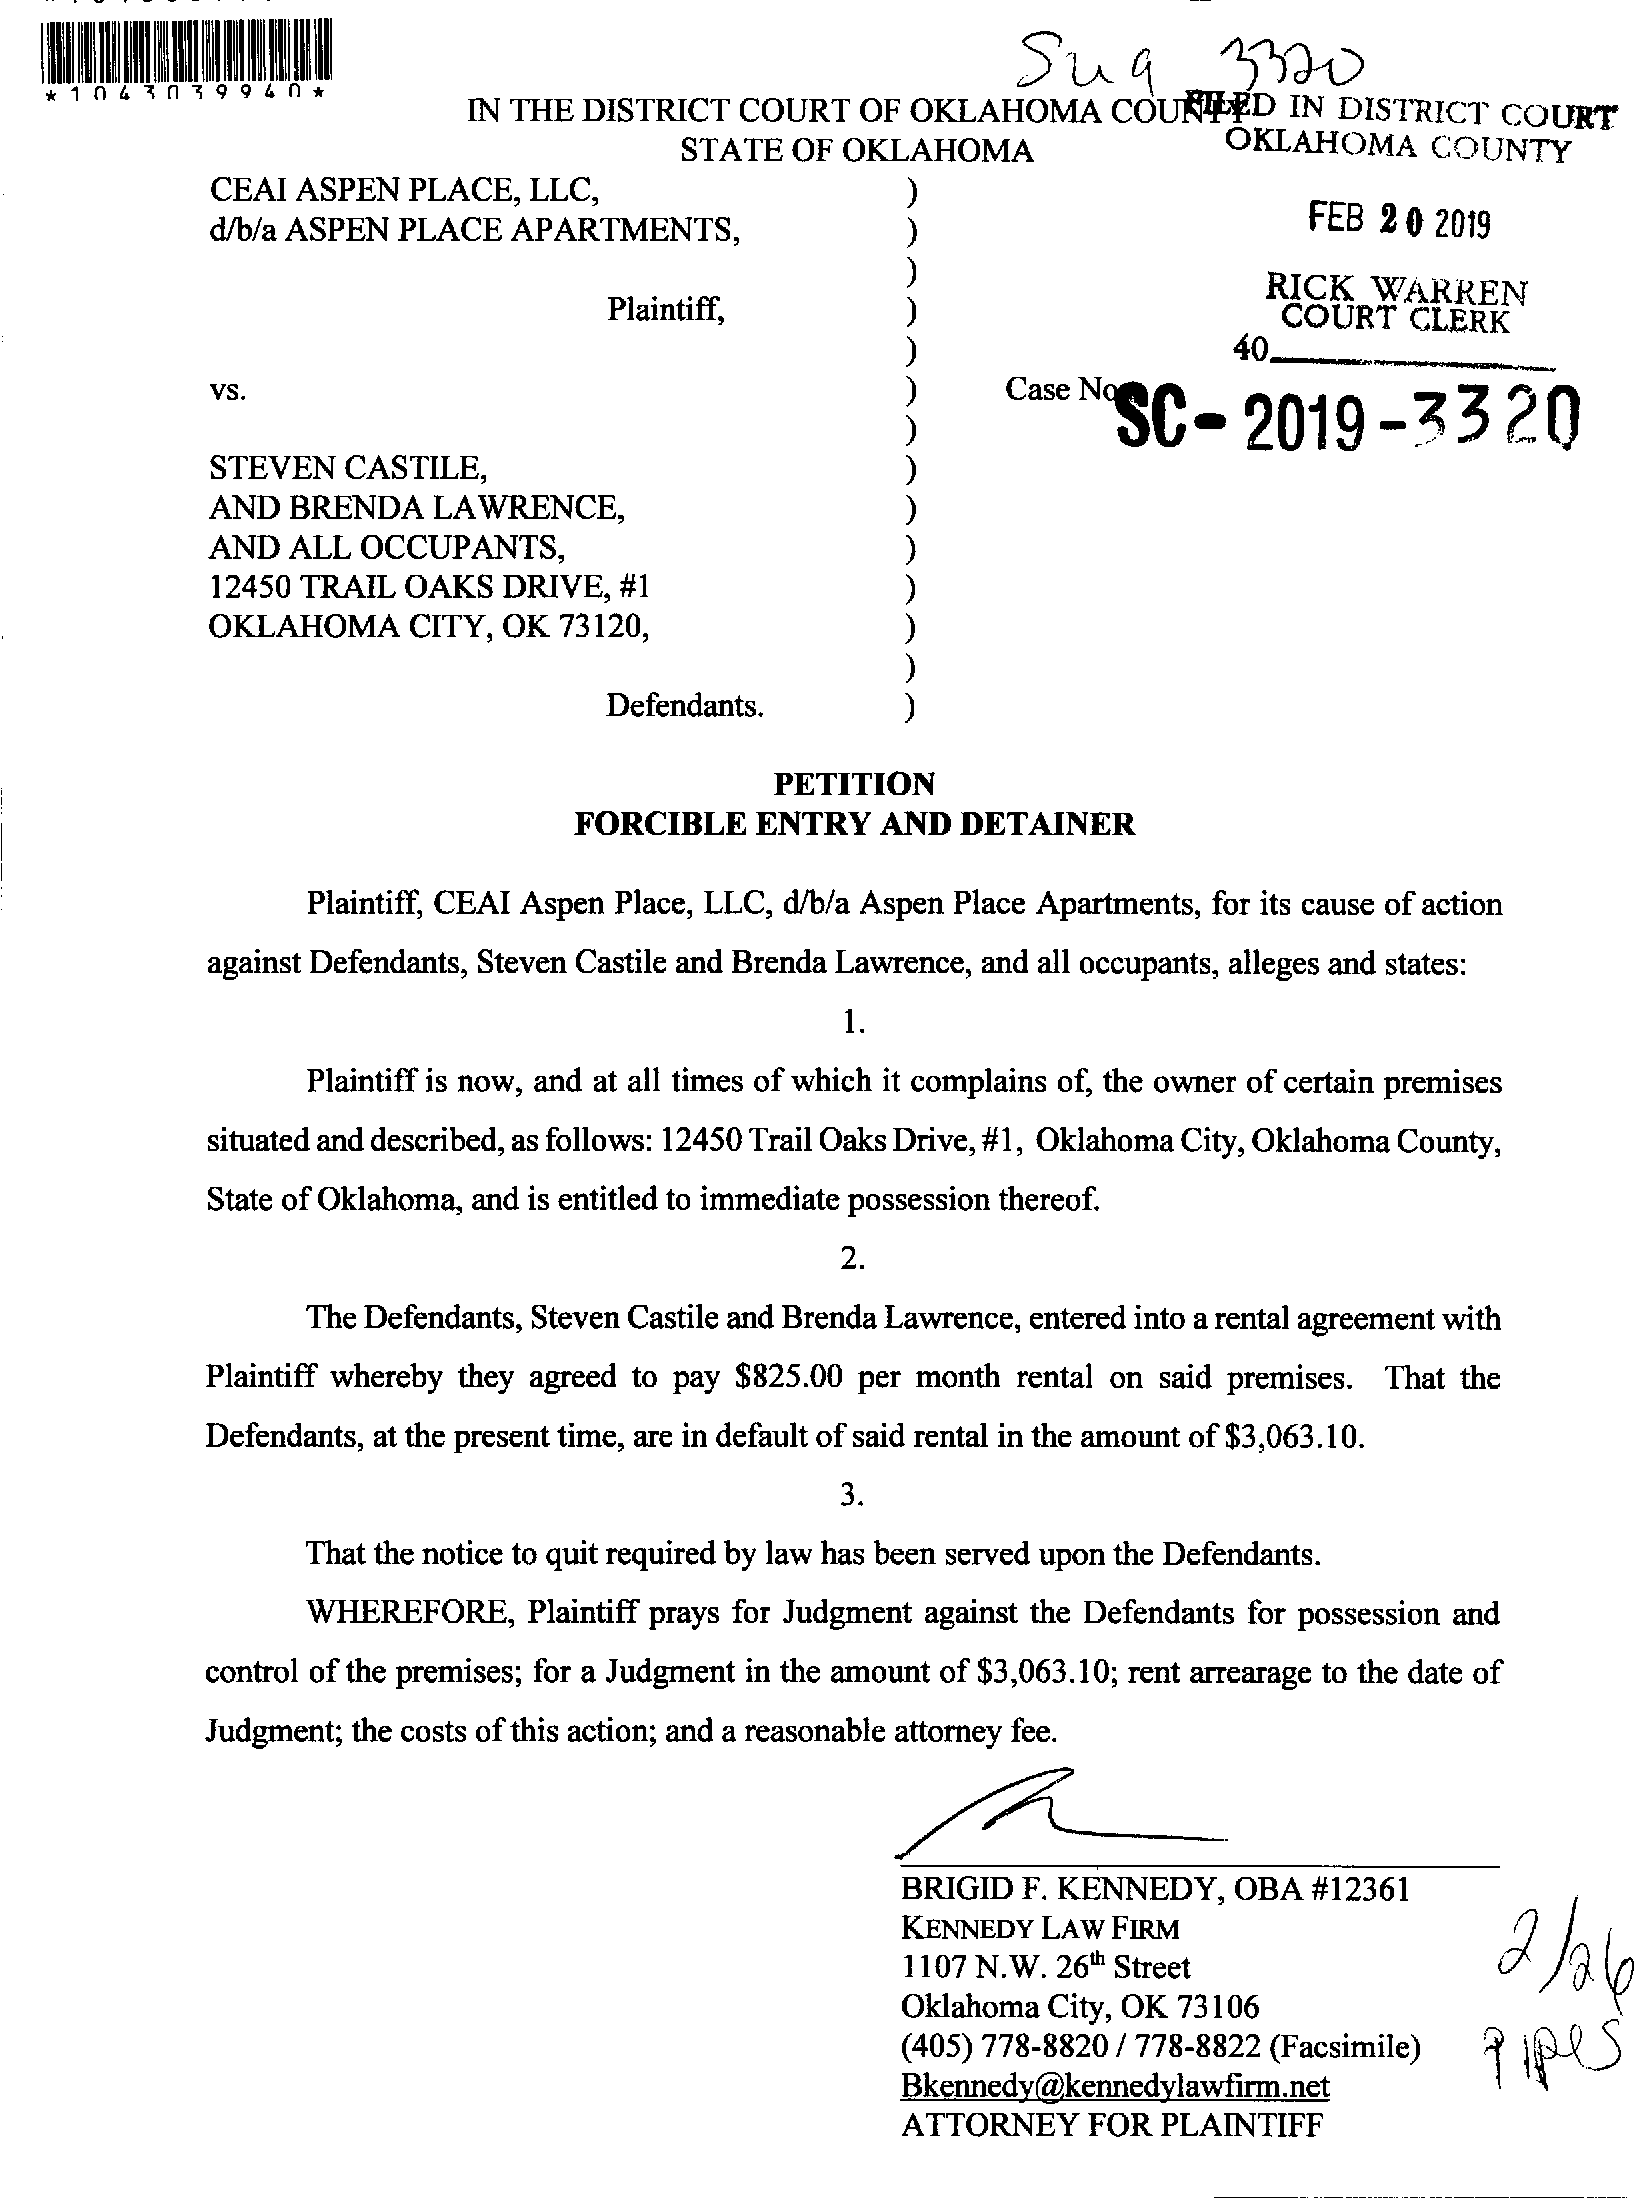 *1043039940*
Sug 3320
IN THE DISTRICT COURT OF OKLAHOMA COUNTY
STATE OF OKLAHOMA
FILED IN DISTRICT COURT
OKLAHOMA COUNTY
FEB 20 2019
RICK WARREN
COURT CLERK
40
CEAI ASPEN PLACE, LLC, )
d/b/a ASPEN PLACE APARTMENTS, )
)
Plaintiff, )
)
vs. ) Case No.
SC-2019-3320
)
STEVEN CASTILE, )
AND BRENDA LAWRENCE, )
AND ALL OCCUPANTS, )
12450 TRAIL OAKS DRIVE, #1 )
OKLAHOMA CITY, OK 73120, )
)
Defendants. )
PETITION
FORCIBLE ENTRY AND DETAINER
Plaintiff, CEAI Aspen Place, LLC, d/b/a Aspen Place Apartments, for its cause of action
against Defendants, Steven Castile and Brenda Lawrence, and all occupants, alleges and states:
1.
Plaintiff is now, and at all times of which it complains of, the owner of certain premises
situated and described, as follows: 12450 Trail Oaks Drive, #1, Oklahoma City, Oklahoma County,
State of Oklahoma, and is entitled to immediate possession thereof.
2.
The Defendants, Steven Castile and Brenda Lawrence, entered into a rental agreement with
Plaintiff whereby they agreed to pay $825.00 per month rental on said premises. That the
Defendants, at the present time, are in default of said rental in the amount of $3,063.10.
3.
That the notice to quit required by law has been served upon the Defendants.
WHEREFORE, Plaintiff prays for Judgment against the Defendants for possession and
control of the premises; for a Judgment in the amount of $3,063.10; rent arrearage to the date of
Judgment; the costs of this action; and a reasonable attorney fee.
BRIGID F. KENNEDY, OBA #12361
KENNEDY LAW FIRM
1107 N.W. 26th Street
Oklahoma City, OK 73106
(405) 778-8820 / 778-8822 (Facsimile)
Bkennedy@kennedylawfirm.net
ATTORNEY FOR PLAINTIFF
2/26
Pipes